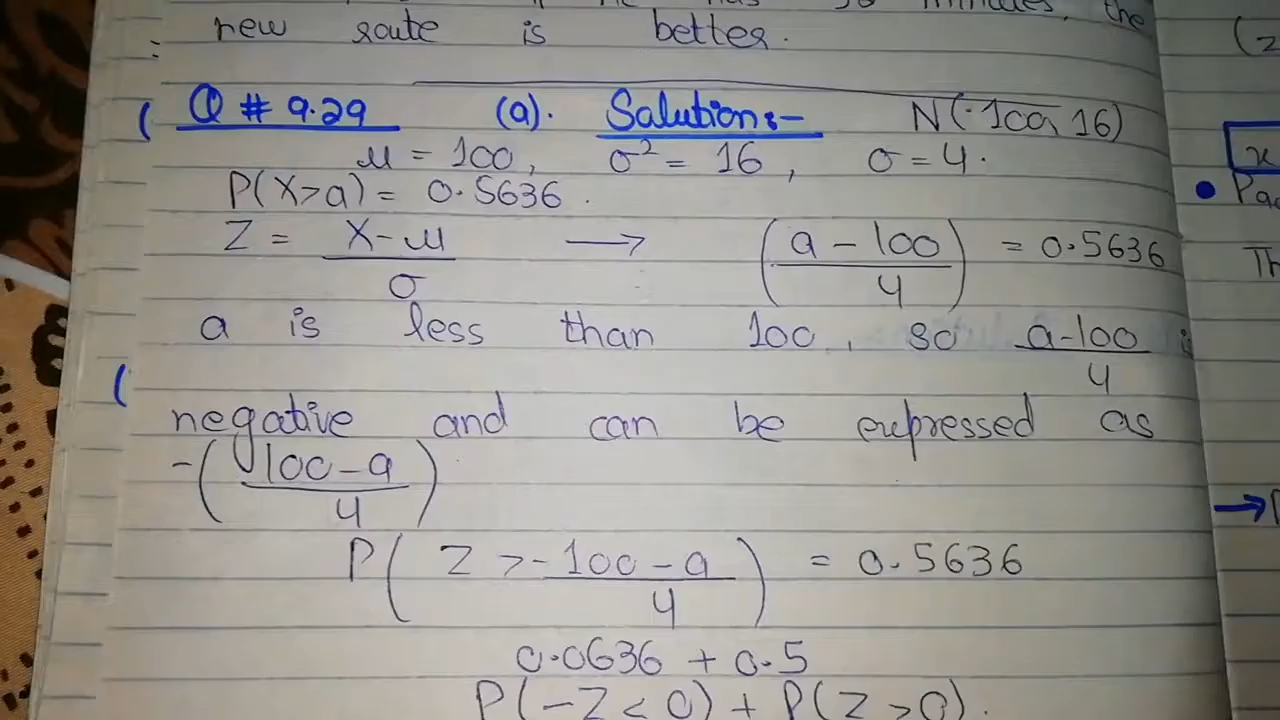 new route is better.
Q # 9.29 (a). Solution:- N(100, 16)
μ = 100, σ² = 16, σ = 4.
P(X>a) = 0.5636.
Z = X-μ / σ → (a - 100 / 4) = 0.5636
a is less than 100, so a-100 / 4
negative and can be expressed as
-(100-a / 4)
P(Z > -100-a / 4) = 0.5636
0.0636 + 0.5
P(-Z < 0) + P(Z > 0).